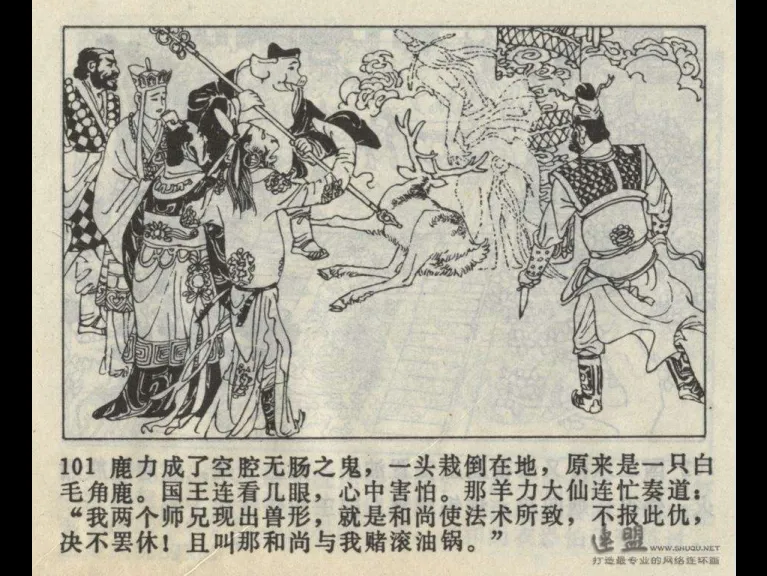 101 鹿力成了空腔无肠之鬼，一头栽倒在地，原来是一只白
毛角鹿。国王连看几眼，心中害怕。那羊力大仙连忙奏道：
“我两个师兄现出兽形，就是和尚使法术所致，不报此仇，
决不罢休！且叫那和尚与我赌滚油锅。”
连盟 www.shuqu.net
打造最专业的网络连环画